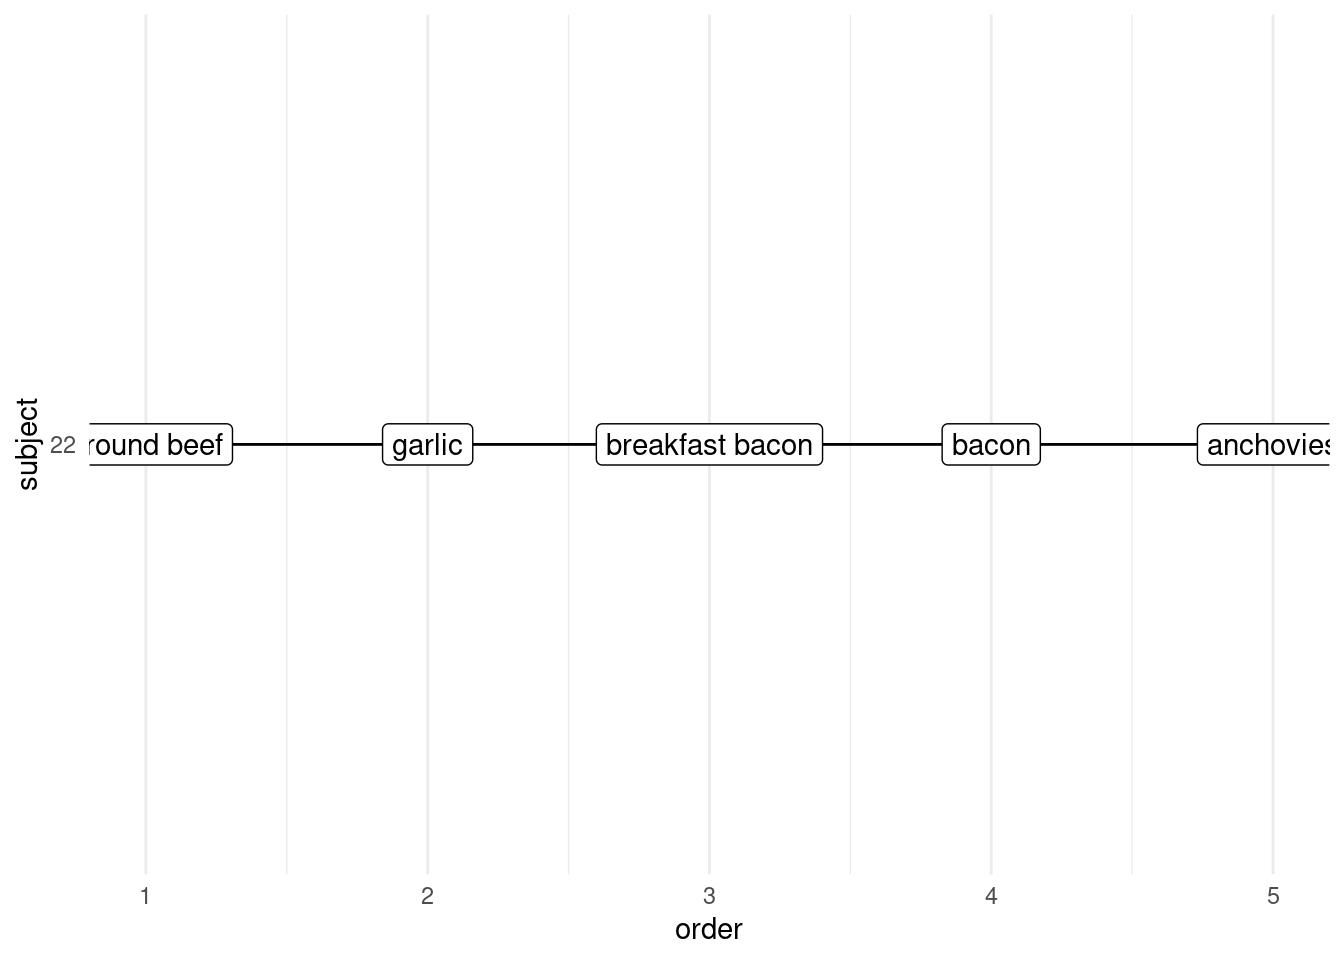 subject
22
round beef
garlic
breakfast bacon
bacon
anchovies
1
2
3
4
5
order